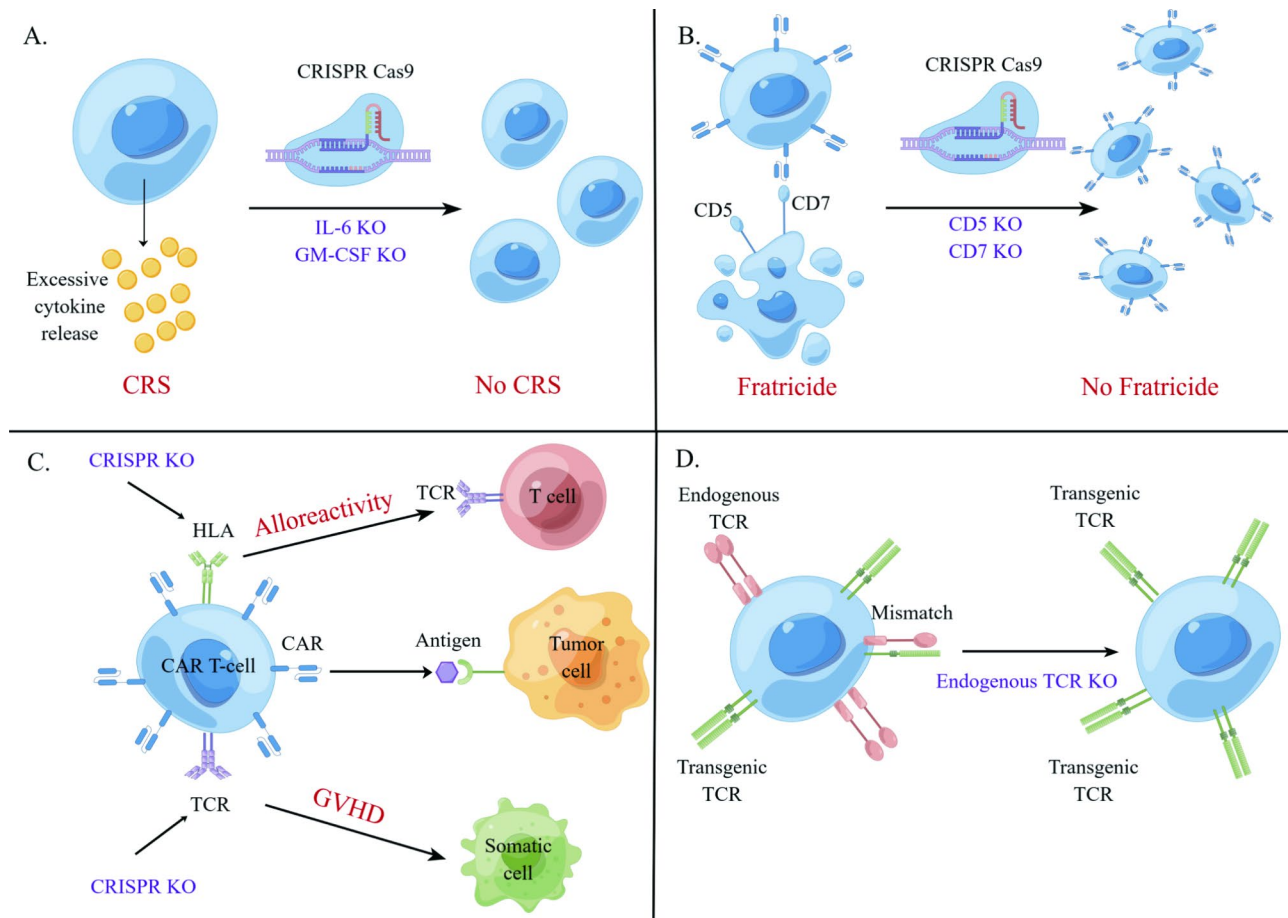 A.
CRISPR Cas9
IL-6 KO
GM-CSF KO
Excessive
cytokine
release
CRS
No CRS
B.
CRISPR Cas9
CD5
CD7
CD5 KO
CD7 KO
Fratricide
No Fratricide
C.
CRISPR KO
HLA
Alloreactivity
TCR
T cell
CAR T-cell
CAR
Antigen
Tumor
cell
TCR
GVHD
Somatic
cell
CRISPR KO
D.
Endogenous
TCR
Mismatch
Transgenic
TCR
Endogenous TCR KO
Transgenic
TCR
Transgenic
TCR